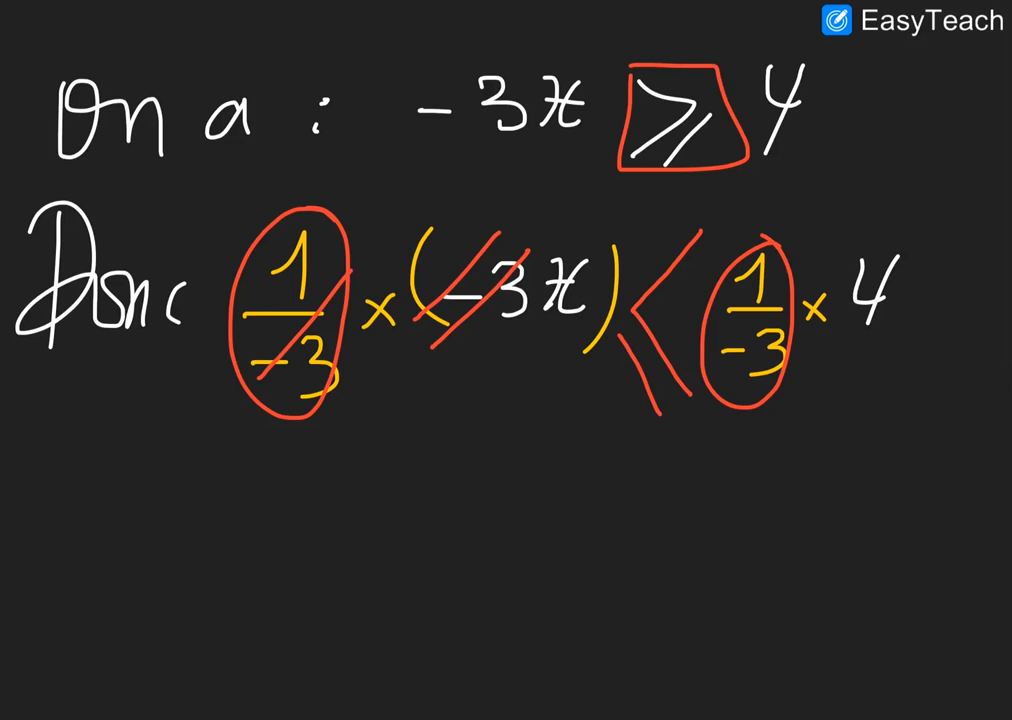 EasyTeach
On a : -3x ⩾ 4
Donc 1/-3 × (-3x) ⩽ 1/-3 × 4